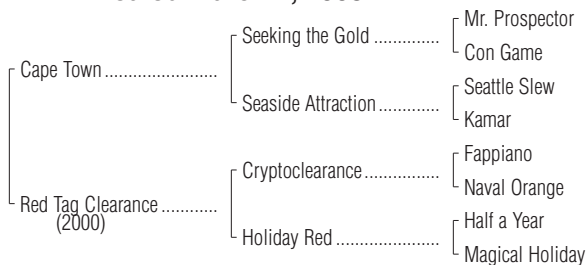 Mr. Prospector
Seeking the Gold ..............
Con Game
Cape Town ........................
Seattle Slew
Seaside Attraction .............
Kamar
Fappiano
Cryptoclearance ................
Naval Orange
Red Tag Clearance ............
(2000)
Half a Year
Holiday Red ......................
Magical Holiday